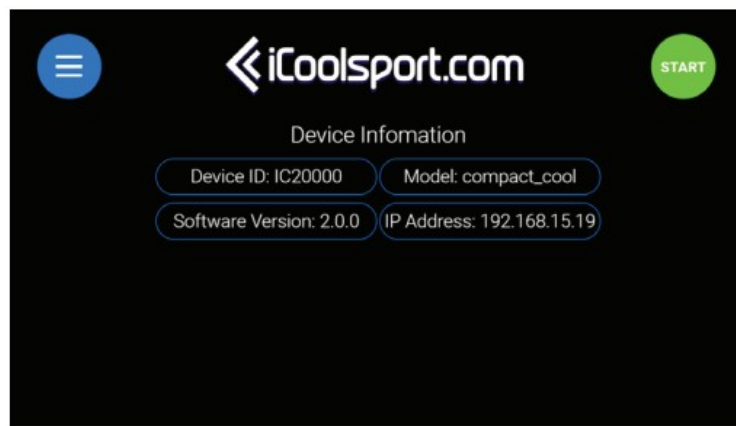 iCoolsport.com
START
Device Infomation
Device ID: IC20000
Model: compact_cool
Software Version: 2.0.0
IP Address: 192.168.15.19